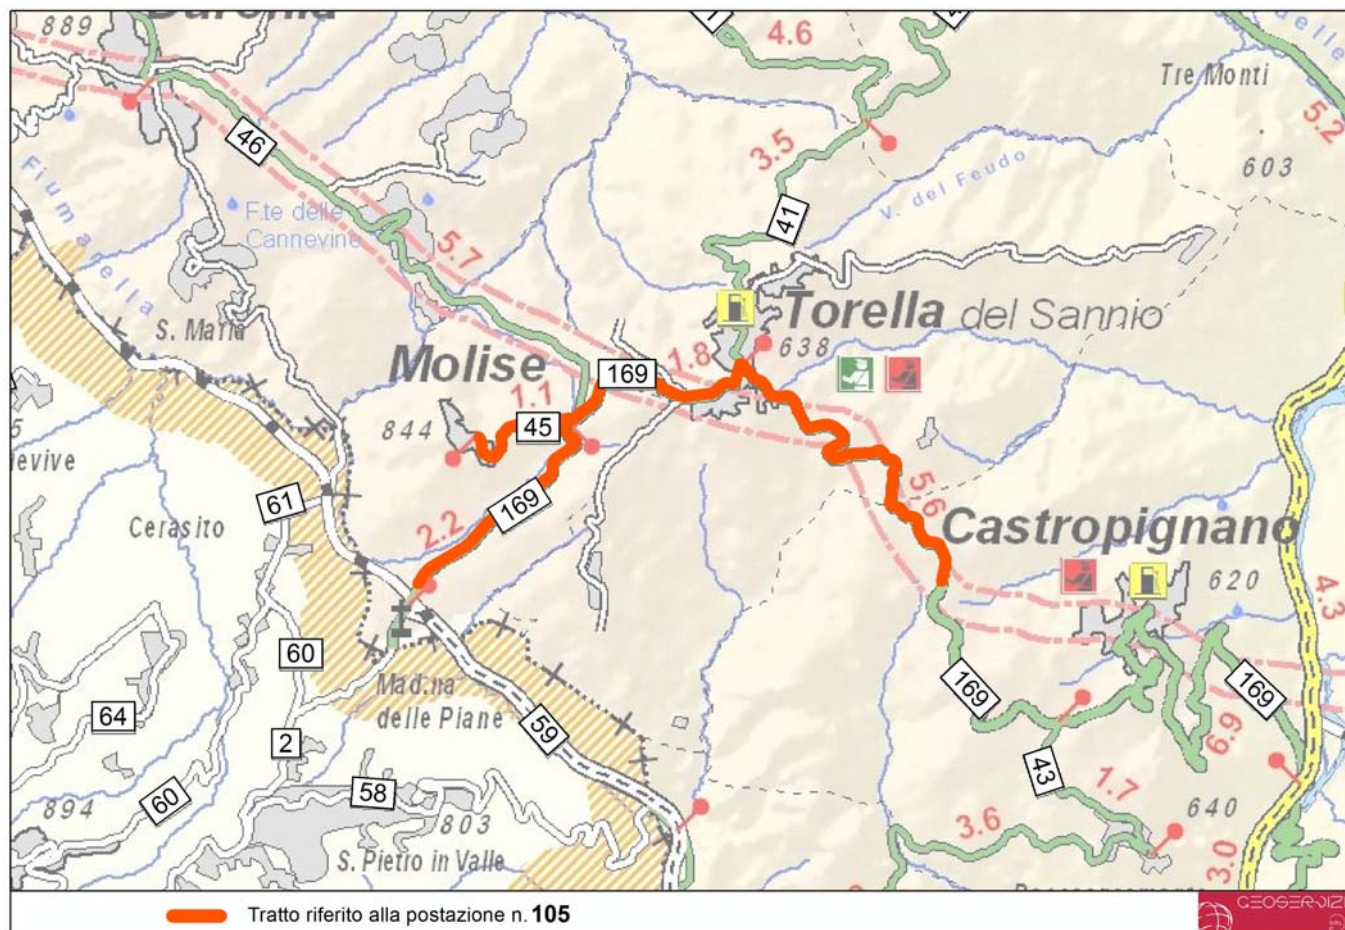 889
4.6
Tre Monti
5.2
46
3.5
603
V. del Feudo
Fiumarella
F.te delle
Cannevine
5.7
41
S. Maria
Torella del Sannio
638
1.8
Molise
169
1.1
844
45
61
169
2.2
5.6
Cerasito
Castropignano
620
4.3
60
Mad.na
delle Piane
169
169
64
2
59
6.9
43
60
58
1.7
894
803
3.6
640
S. Pietro in Valle
3.0
Tratto riferito alla postazione n. 105